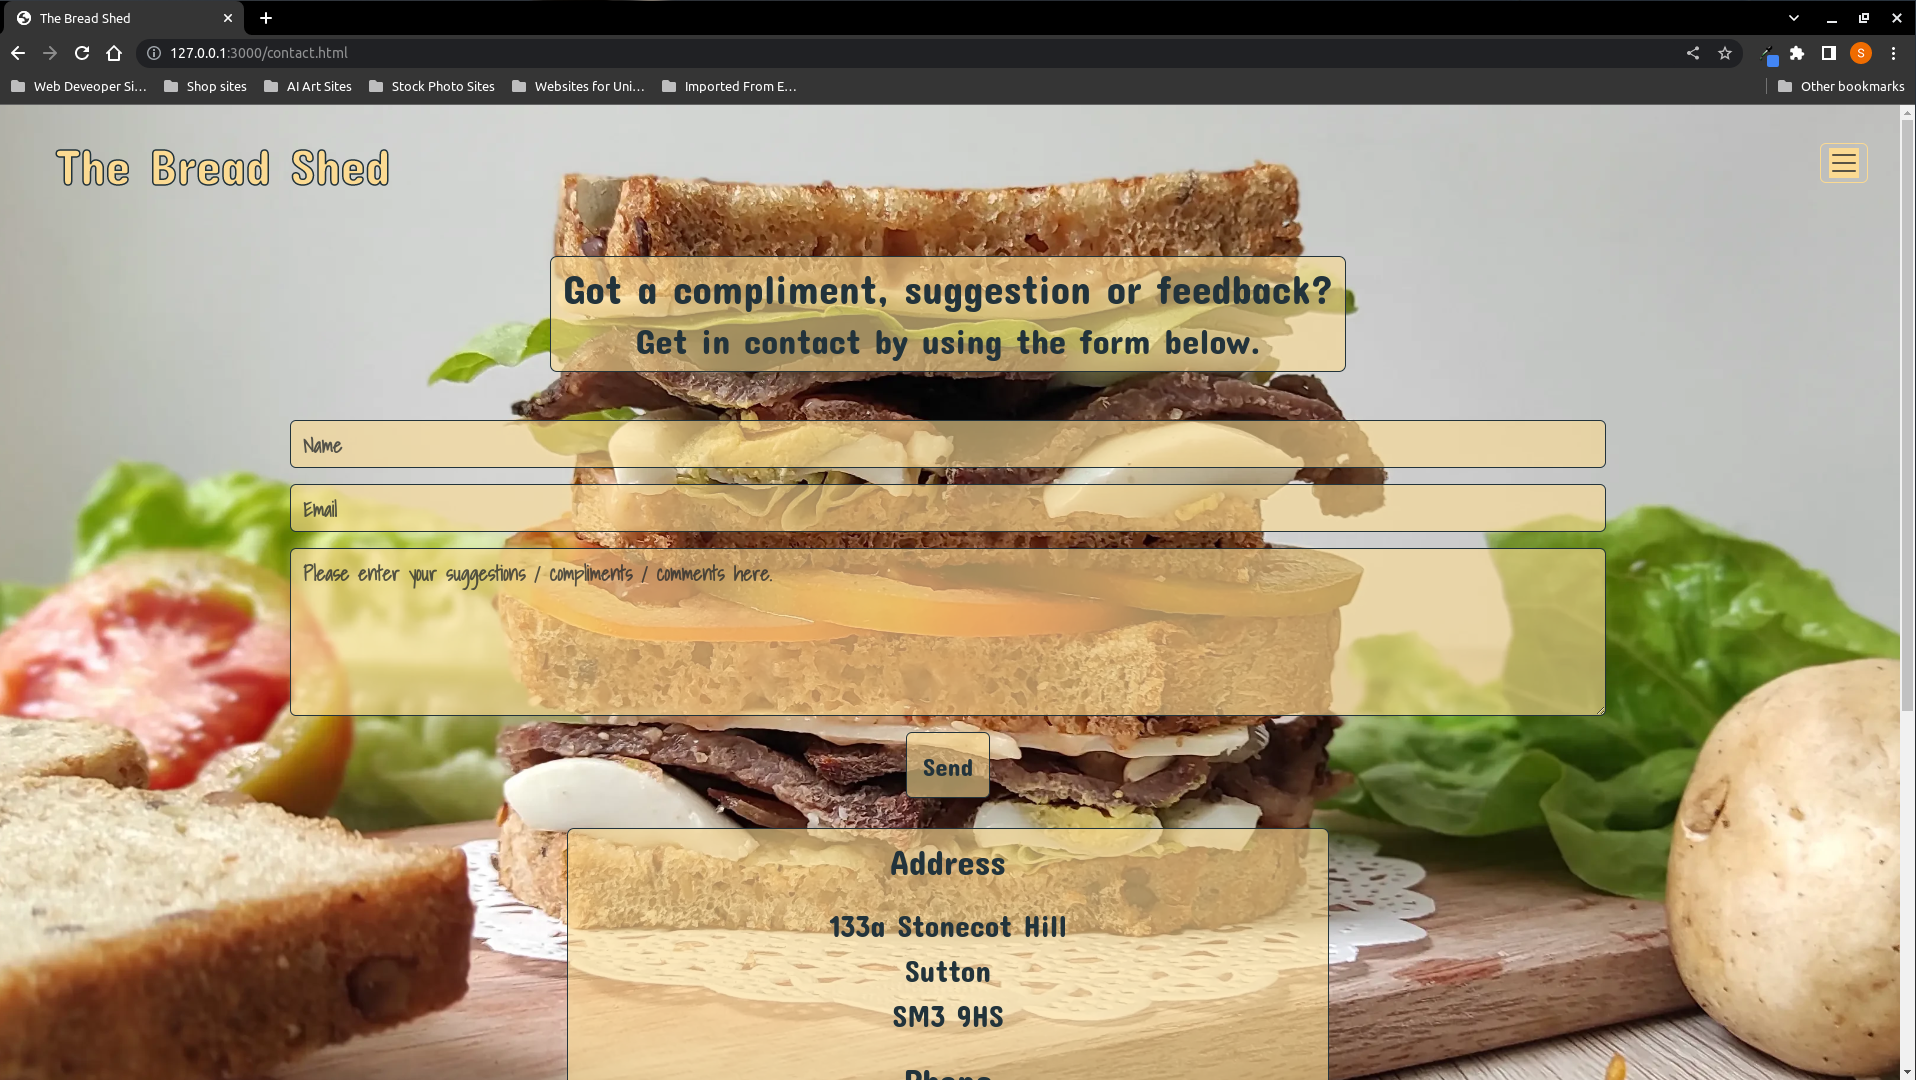 The Bread Shed
127.0.0.1:3000/contact.html
S
Web Deveoper Si...
Shop sites
AI Art Sites
Stock Photo Sites
Websites for Uni...
Imported From E...
Other bookmarks
The Bread Shed
Got a compliment, suggestion or feedback?
Get in contact by using the form below.
Name
Email
Please enter your suggestions / compliments / comments here.
Send
Address
133a Stonecot Hill
Sutton
SM3 9HS
Phone